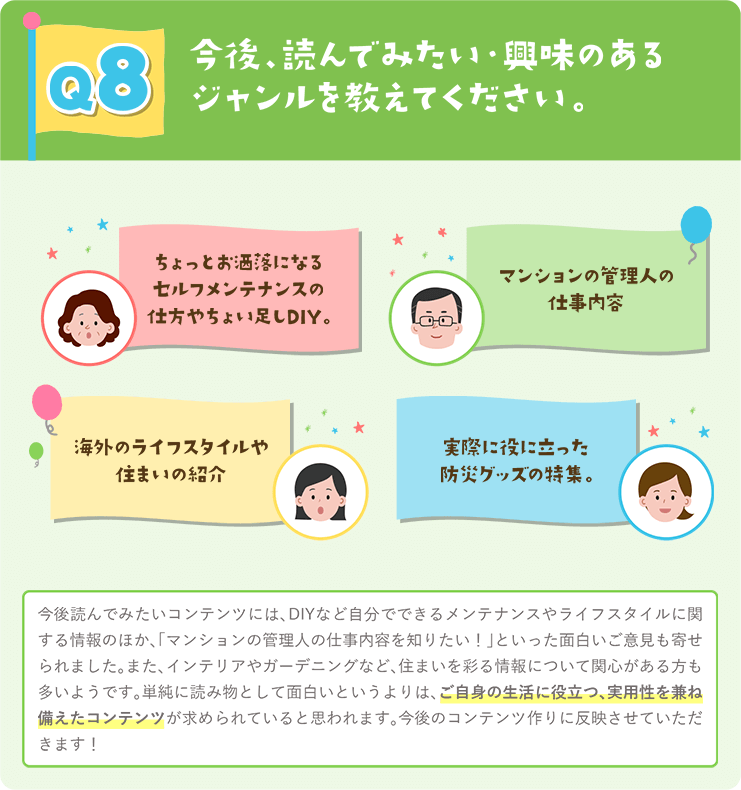 Q8
今後、読んでみたい・興味のある
ジャンルを教えてください。
ちょっとお洒落になる
セルフメンテナンスの
仕方やちょい足しDIY。
マンションの管理人の
仕事内容
海外のライフスタイルや
住まいの紹介
実際に役に立った
防災グッズの特集。
今後読んでみたいコンテンツには、DIYなど自分でできるメンテナンスやライフスタイルに関
する情報のほか、「マンションの管理人の仕事内容を知りたい！」といった面白いご意見も寄せ
られました。また、インテリアやガーデニングなど、住まいを彩る情報について関心がある方も
多いようです。単純に読み物として面白いというよりは、ご自身の生活に役立つ、実用性を兼ね
備えたコンテンツが求められていると思われます。今後のコンテンツ作りに反映させていただ
きます！